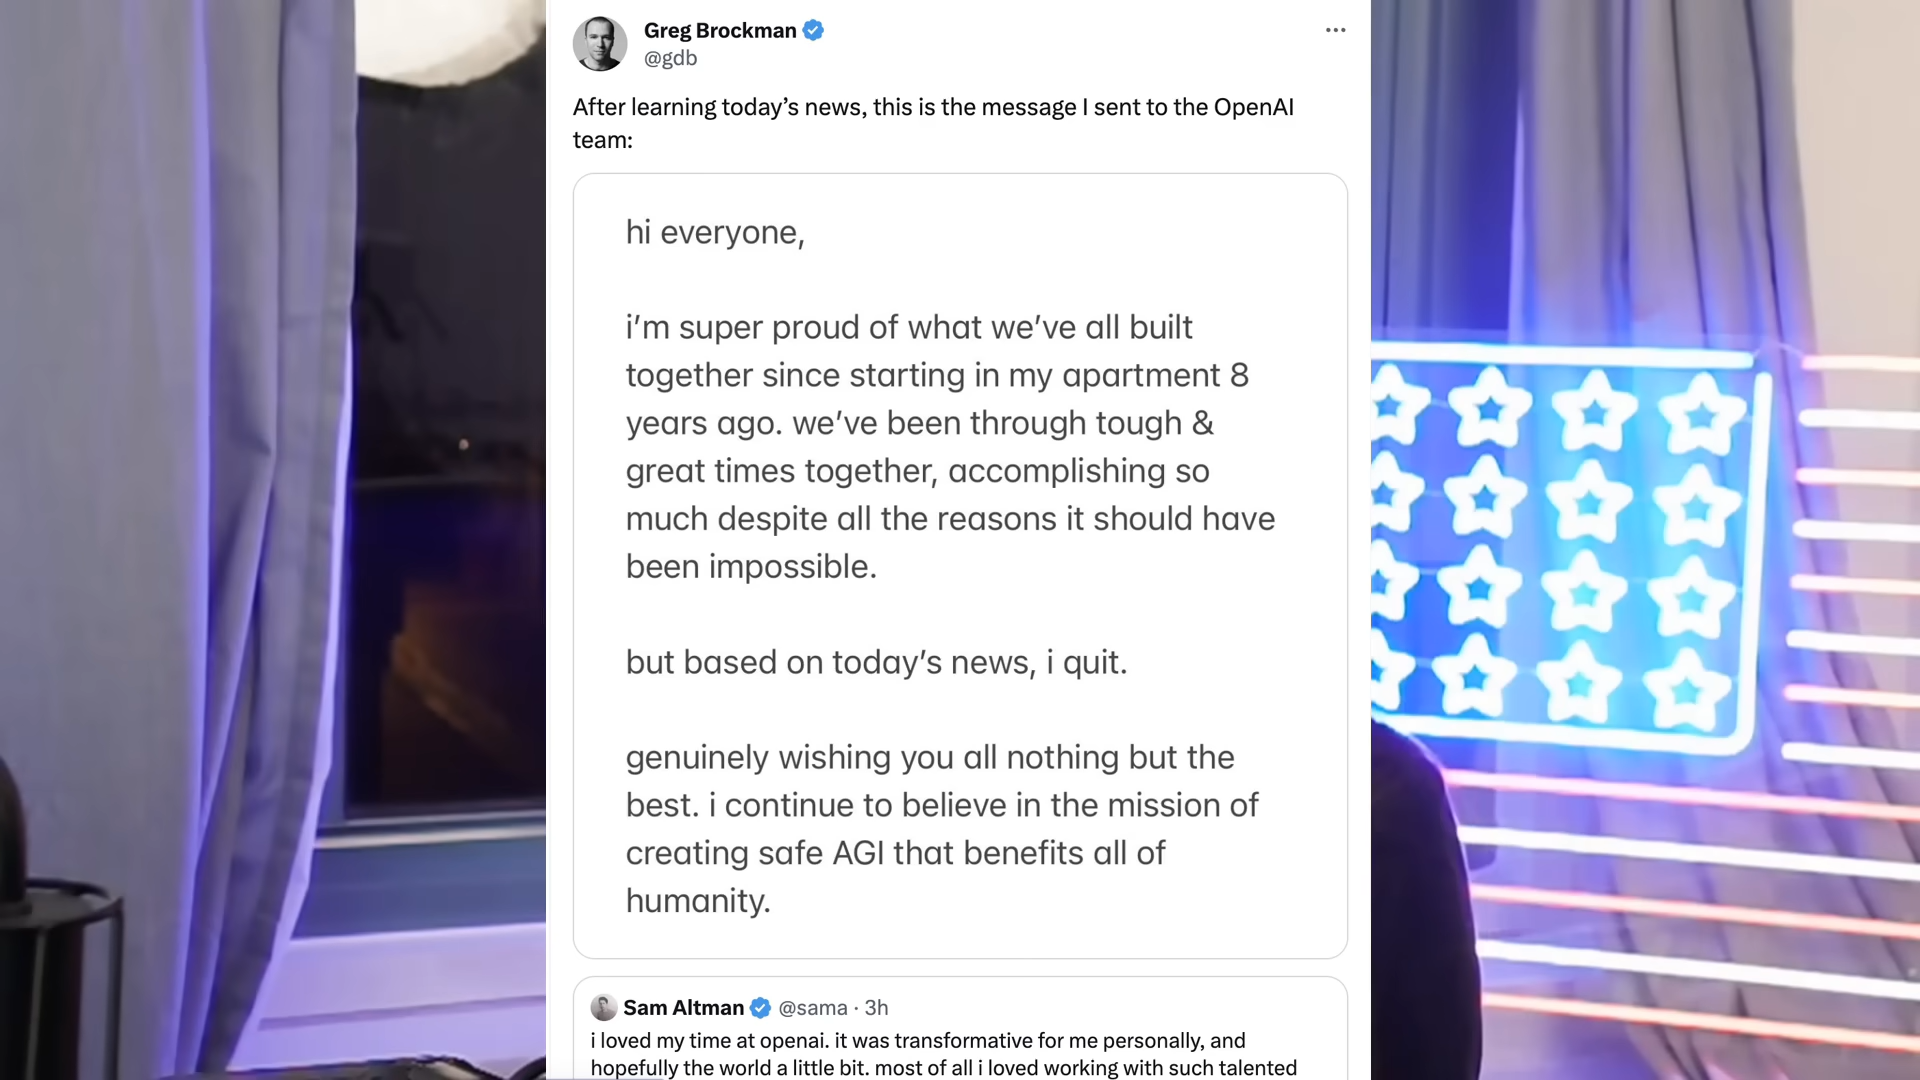 Greg Brockman
@gdb
After learning today’s news, this is the message I sent to the OpenAI
team:
hi everyone,
i’m super proud of what we’ve all built
together since starting in my apartment 8
years ago. we’ve been through tough &
great times together, accomplishing so
much despite all the reasons it should have
been impossible.
but based on today’s news, i quit.
genuinely wishing you all nothing but the
best. i continue to believe in the mission of
creating safe AGI that benefits all of
humanity.
Sam Altman @sama · 3h
i loved my time at openai. it was transformative for me personally, and
hopefully the world a little bit. most of all i loved working with such talented